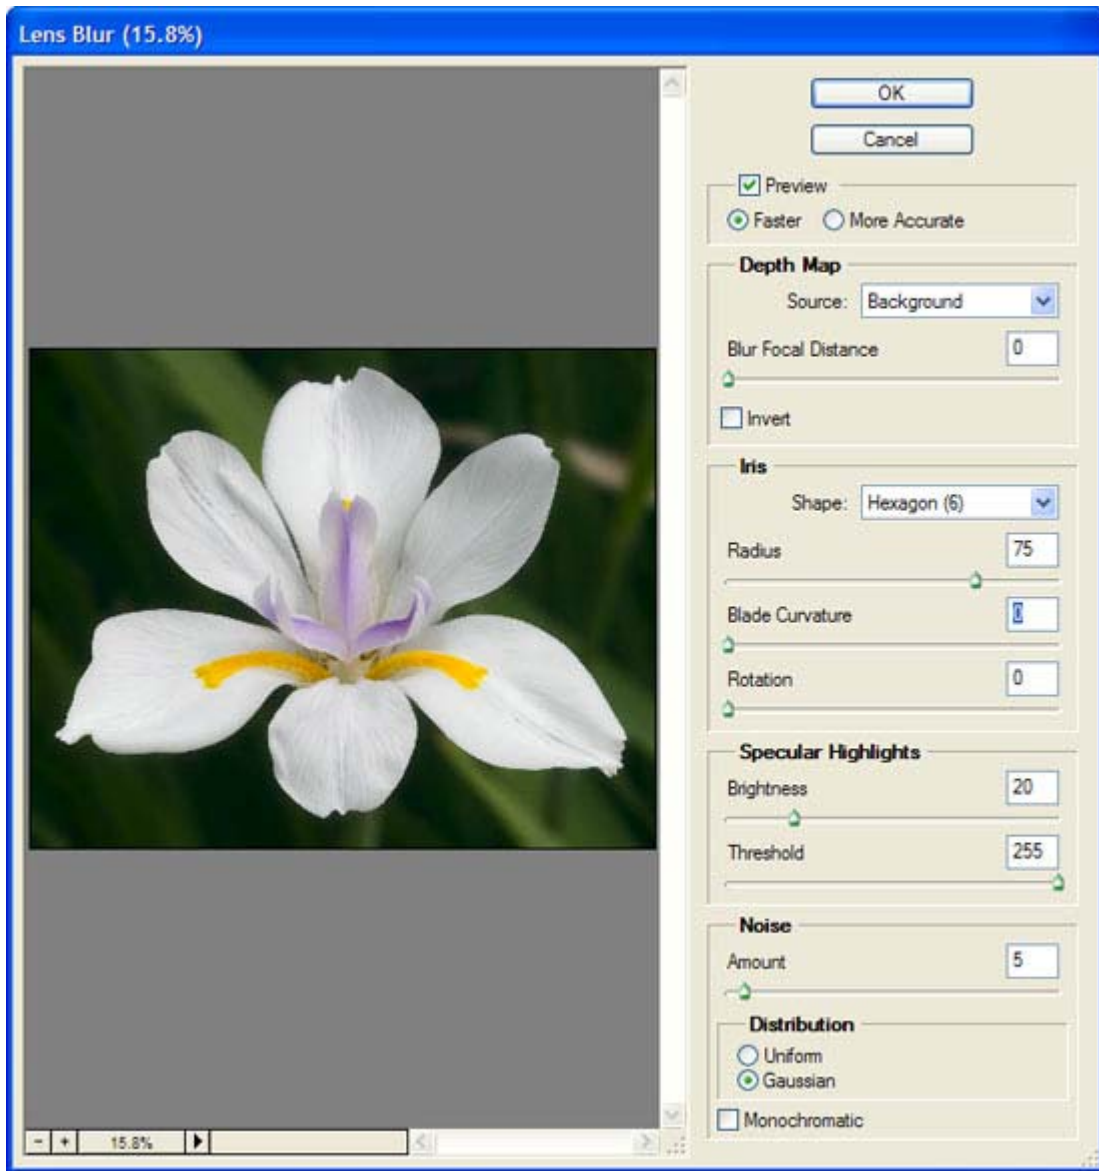 Lens Blur (15.8%)
OK
Cancel
Preview
Faster More Accurate
Depth Map
Source: Background
Blur Focal Distance 0
Invert
Iris
Shape: Hexagon (6)
Radius 75
Blade Curvature 0
Rotation 0
Specular Highlights
Brightness 20
Threshold 255
Noise
Amount 5
Distribution
Uniform
Gaussian
Monochromatic
- + 15.8%